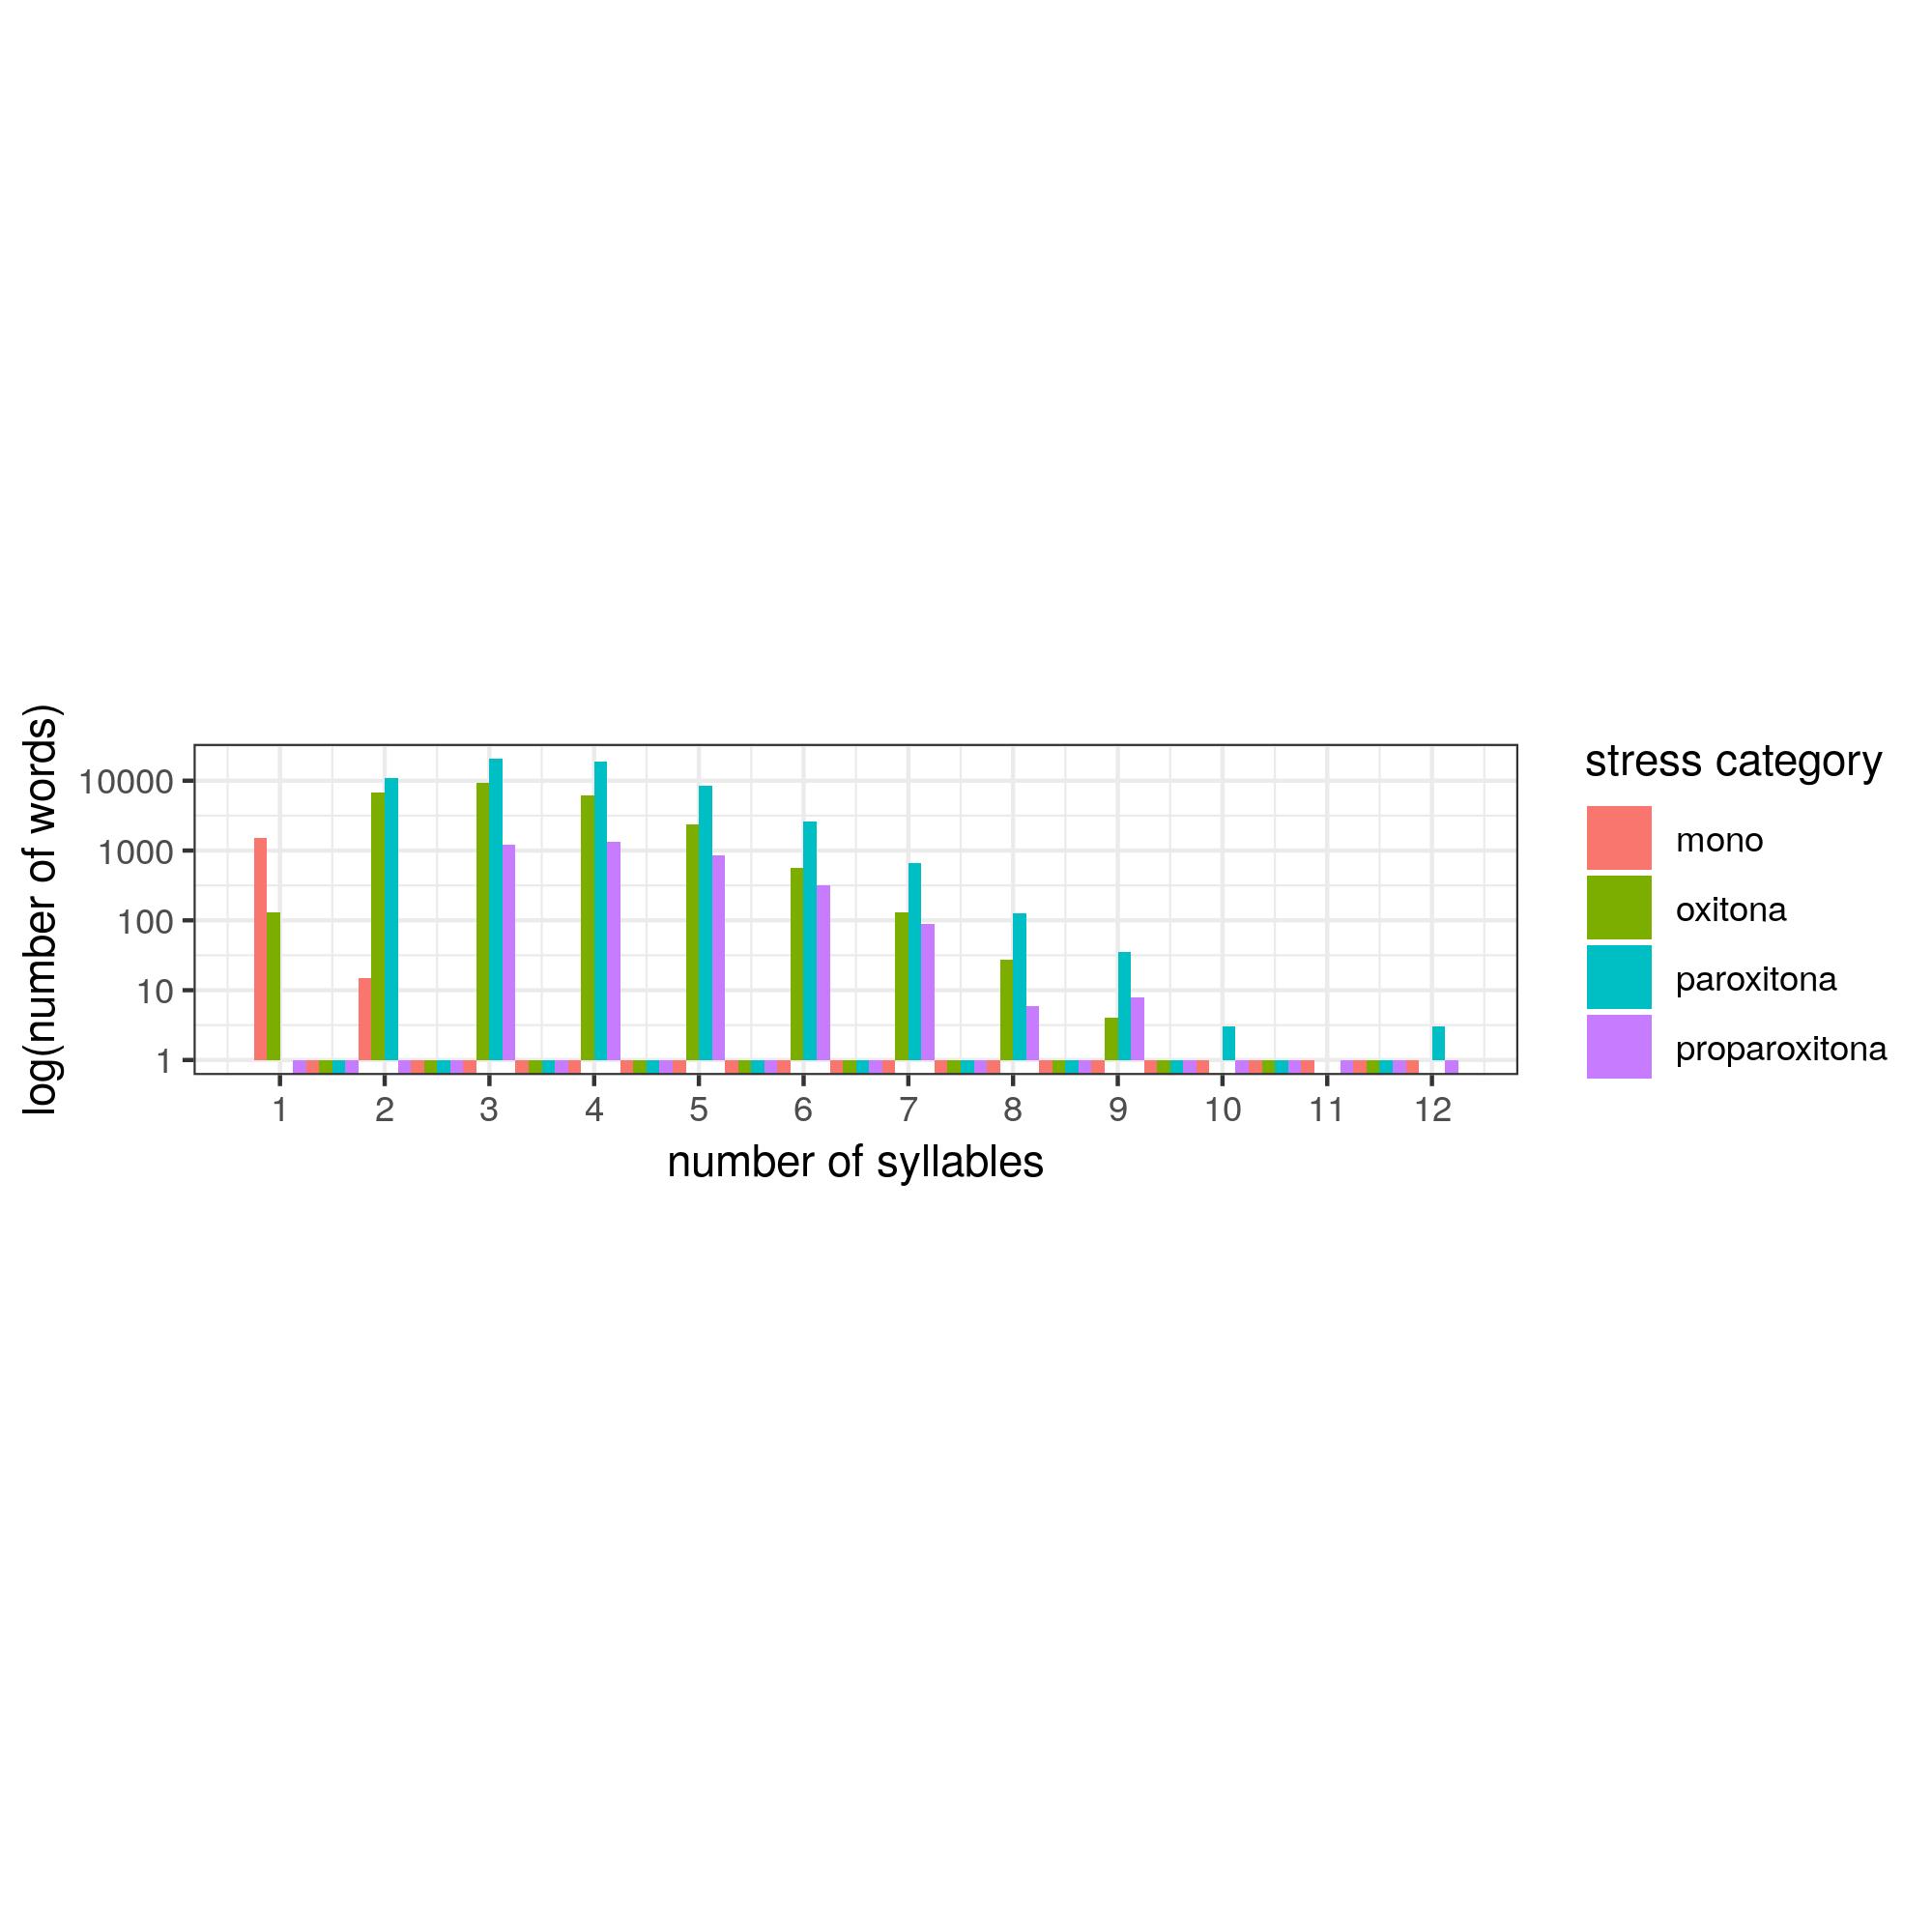 log(number of words)
10000
1000
100
10
1
1 2 3 4 5 6 7 8 9 10 11 12
number of syllables
stress category
mono
oxitona
paroxitona
proparoxitona